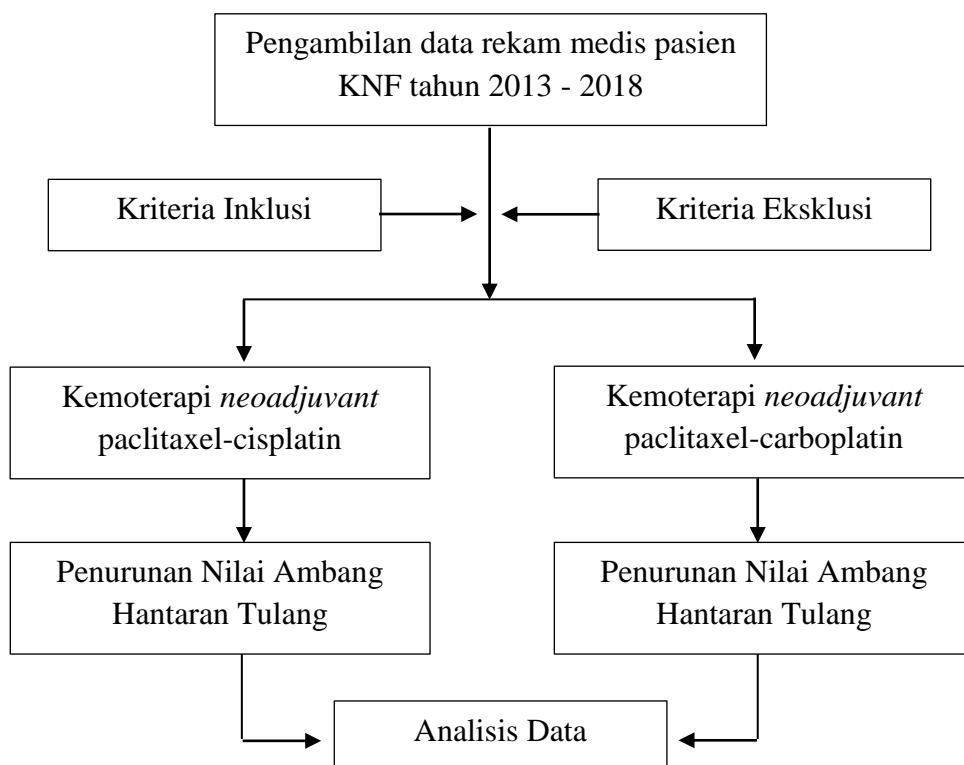 Pengambilan data rekam medis pasien
KNF tahun 2013 - 2018
Kriteria Inklusi
Kriteria Eksklusi
Kemoterapi neoadjuvant
paclitaxel-cisplatin
Kemoterapi neoadjuvant
paclitaxel-carboplatin
Penurunan Nilai Ambang
Hantaran Tulang
Penurunan Nilai Ambang
Hantaran Tulang
Analisis Data